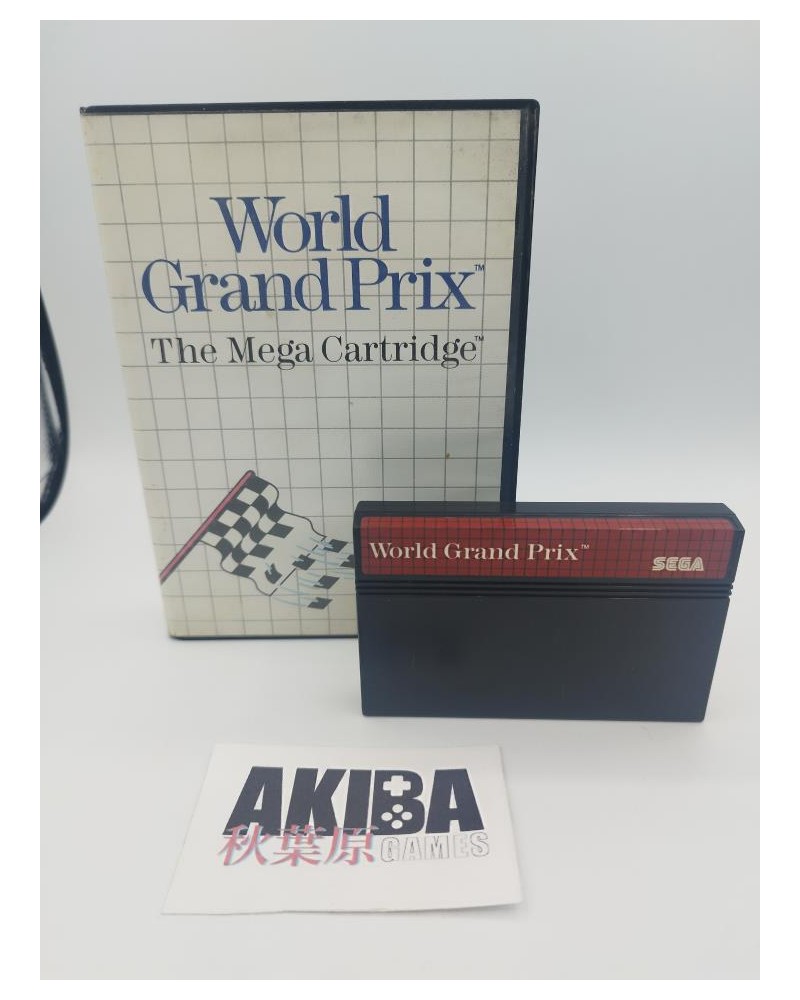 World
Grand Prix™
The Mega Cartridge™
World Grand Prix™
SEGA
AKIBA
秋葉原 GAMES